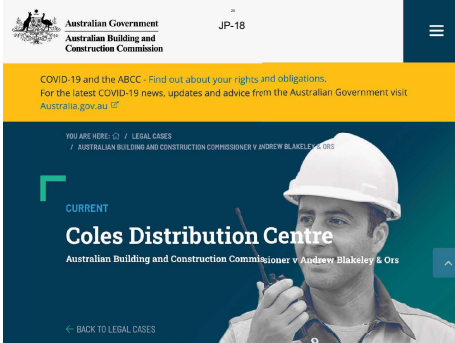 JP-18
Australian Government
Australian Building and
Construction Commission
COVID-19 and the ABCC - Find out about your rights and obligations.
For the latest COVID-19 news, updates and advice from the Australian Government visit
Australia.gov.au
YOU ARE HERE: / LEGAL CASES
/ AUSTRALIAN BUILDING AND CONSTRUCTION COMMISSIONER V ANDREW BLAKELEY & ORS
CURRENT
Coles Distribution Centre
Australian Building and Construction Commissioner v Andrew Blakeley & Ors
← BACK TO LEGAL CASES